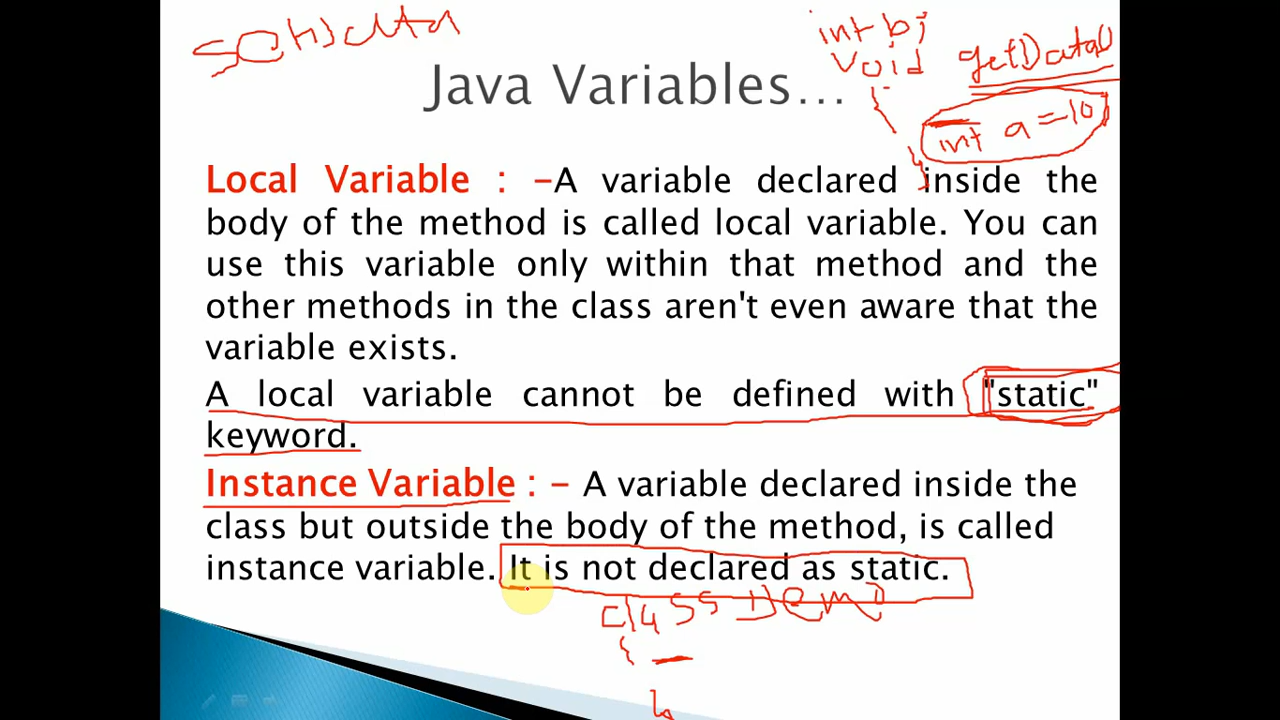 int b;
void getData()
Java Variables...
int a=10
Local Variable : -A variable declared inside the
body of the method is called local variable. You can
use this variable only within that method and the
other methods in the class aren't even aware that the
variable exists.
A local variable cannot be defined with "static"
keyword.
Instance Variable : - A variable declared inside the
class but outside the body of the method, is called
instance variable. It is not declared as static.
class Demo
{